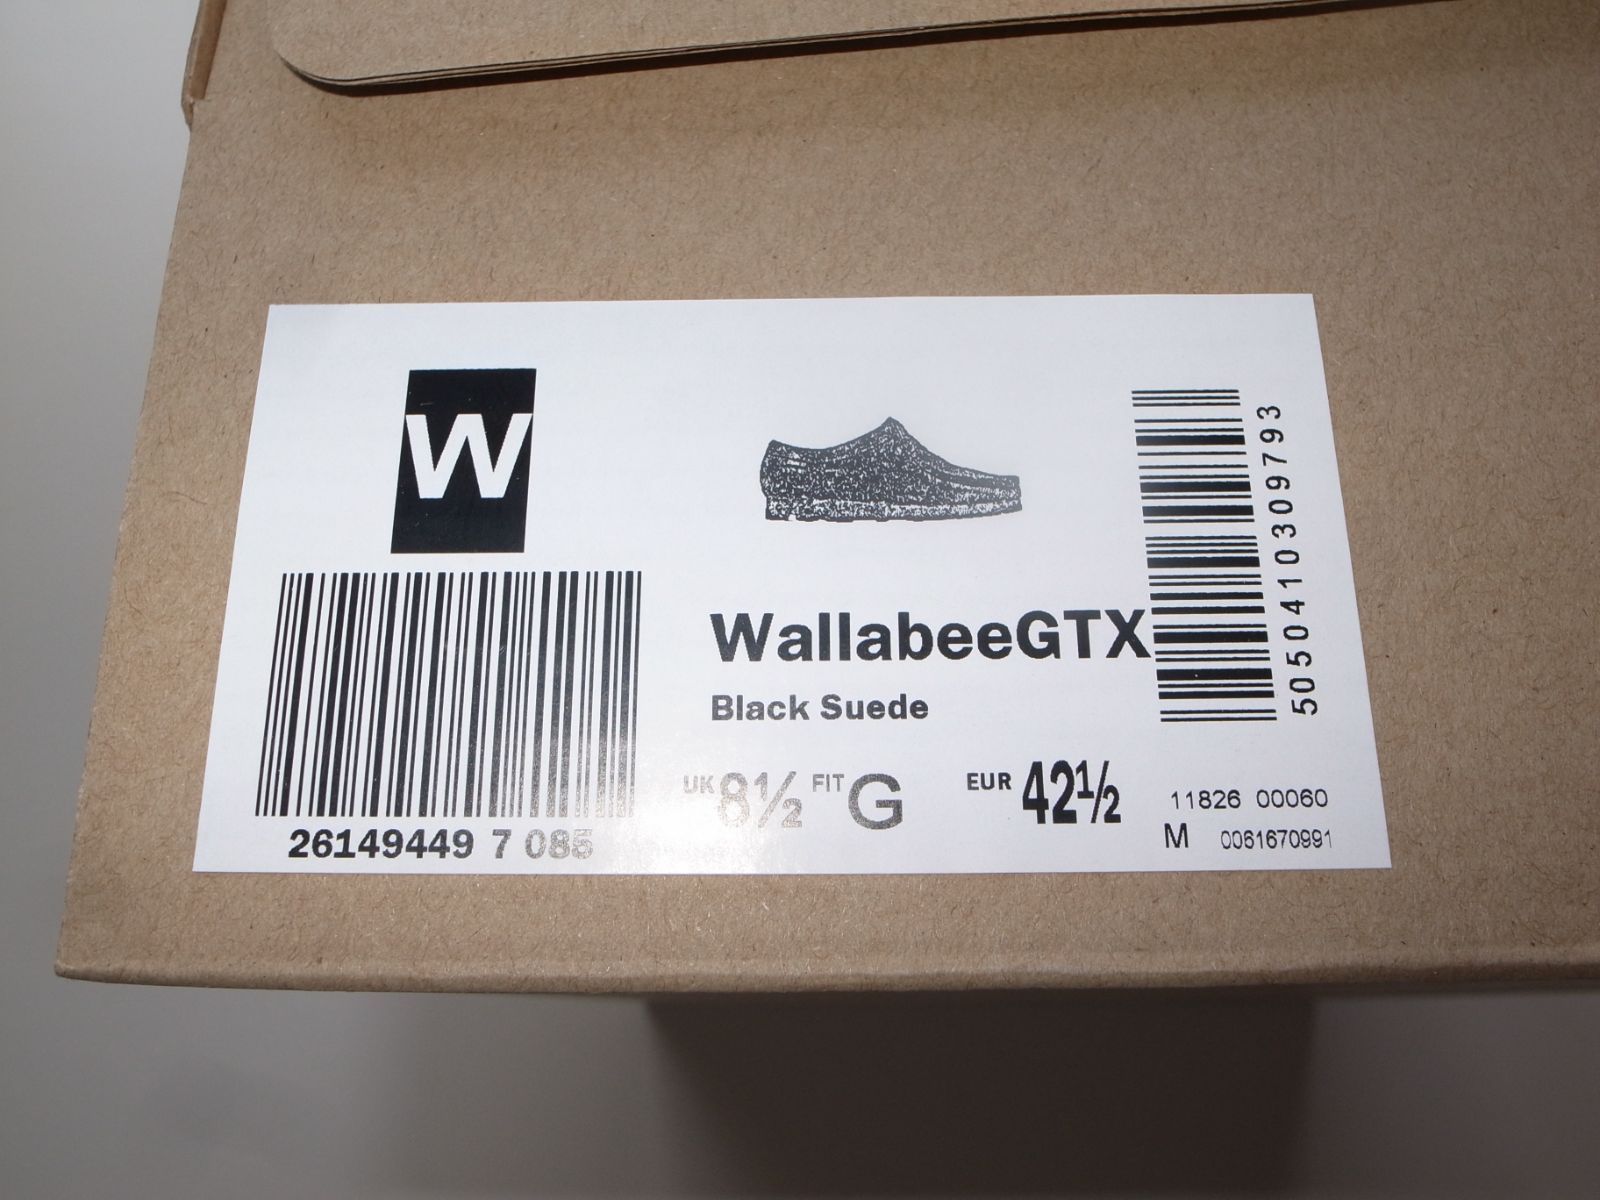 W
26149449 7 085
WallabeeGTX
Black Suede
UK 8½ FIT G EUR 42½
5050410309793
11826 00060
M 0061670991